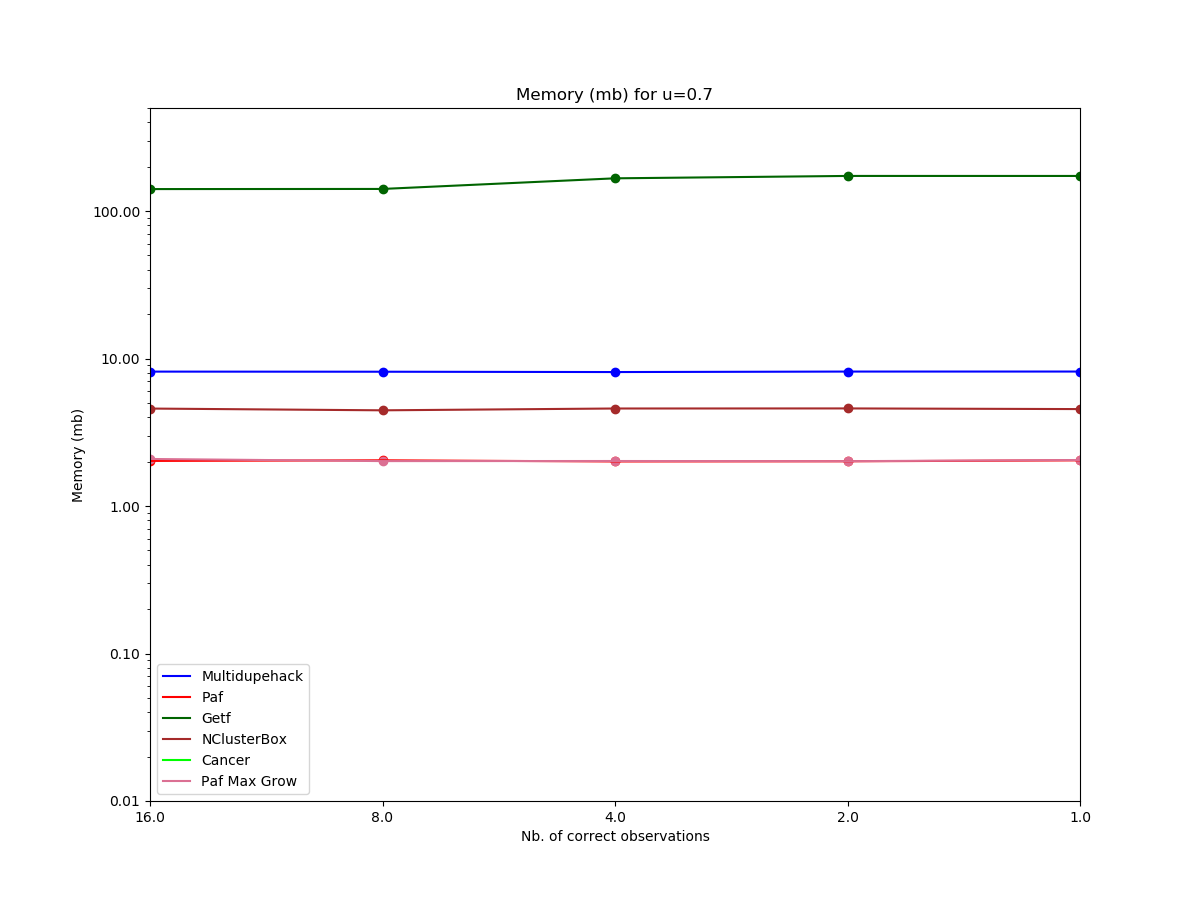 Memory (mb) for u=0.7
100.00
10.00
1.00
0.10
0.01
Memory (mb)
Multidupehack
Paf
Getf
NClusterBox
Cancer
Paf Max Grow
16.0 8.0 4.0 2.0 1.0
Nb. of correct observations